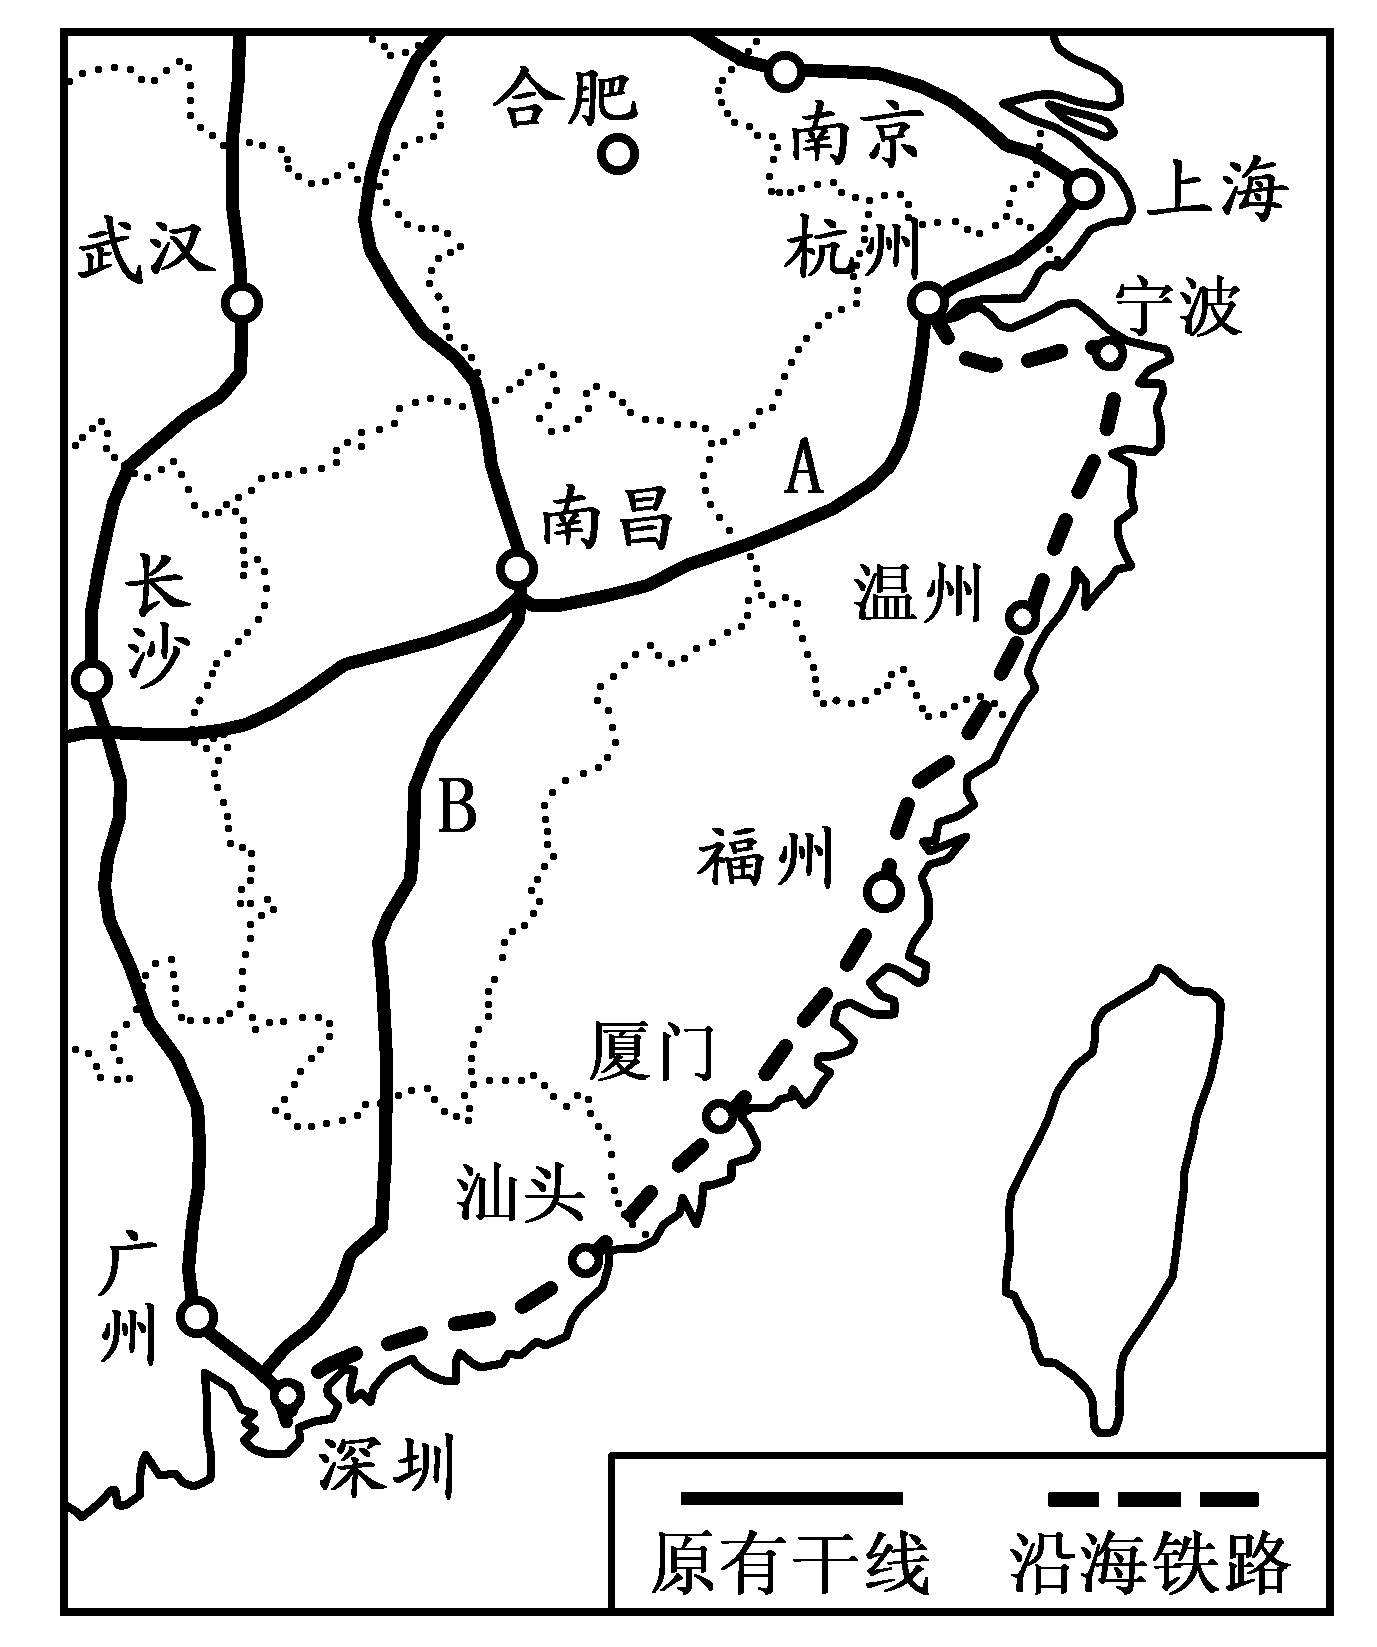 合肥
南京
上海
武汉
杭州
宁波
A
南昌
长沙
温州
B
福州
厦门
汕头
广州
深圳
原有干线
沿海铁路